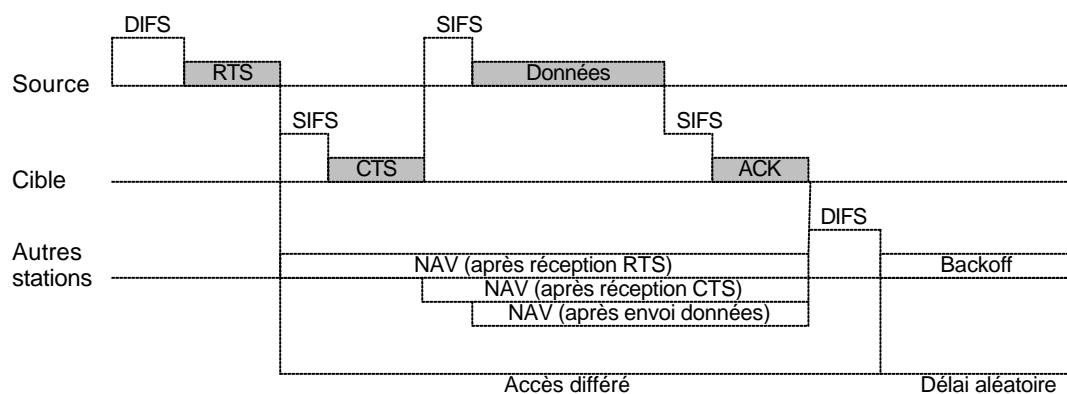 DIFS
SIFS
Source
RTS
Données
SIFS
SIFS
Cible
CTS
ACK
DIFS
Autres
stations
NAV (après réception RTS)
Backoff
NAV (après réception CTS)
NAV (après envoi données)
Accès différé
Délai aléatoire